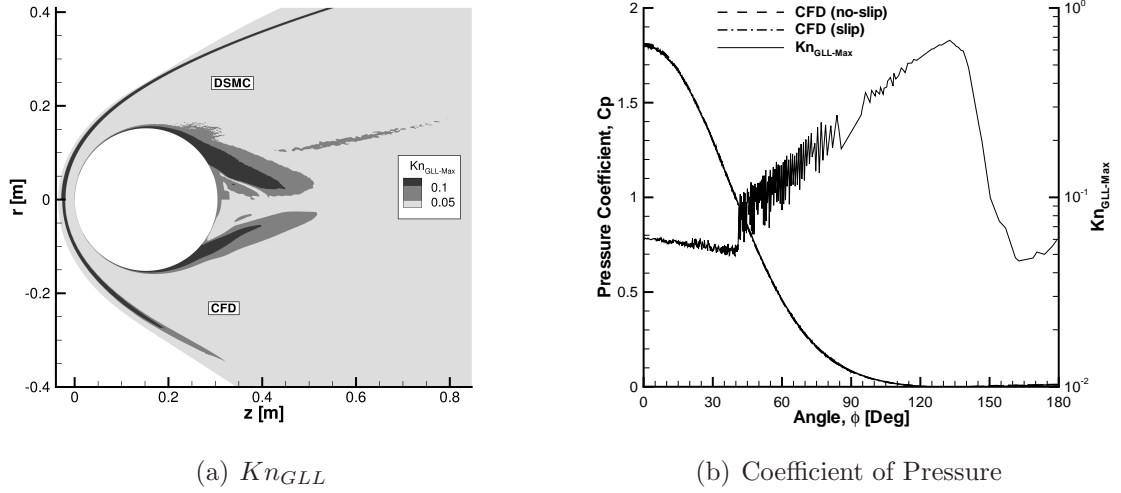 r [m]
0.4
0.2
0
-0.2
-0.4
DSMC
Kn_GLL-Max
0.1
0.05
CFD
0 0.2 0.4 0.6 0.8
z [m]
(a) Kn_GLL
CFD (no-slip)
CFD (slip)
Kn_GLL-Max
Pressure Coefficient, Cp
2
1.5
1
0.5
0
10^0
10^-1
10^-2
Kn_GLL-Max
0 30 60 90 120 150 180
Angle, ϕ [Deg]
(b) Coefficient of Pressure